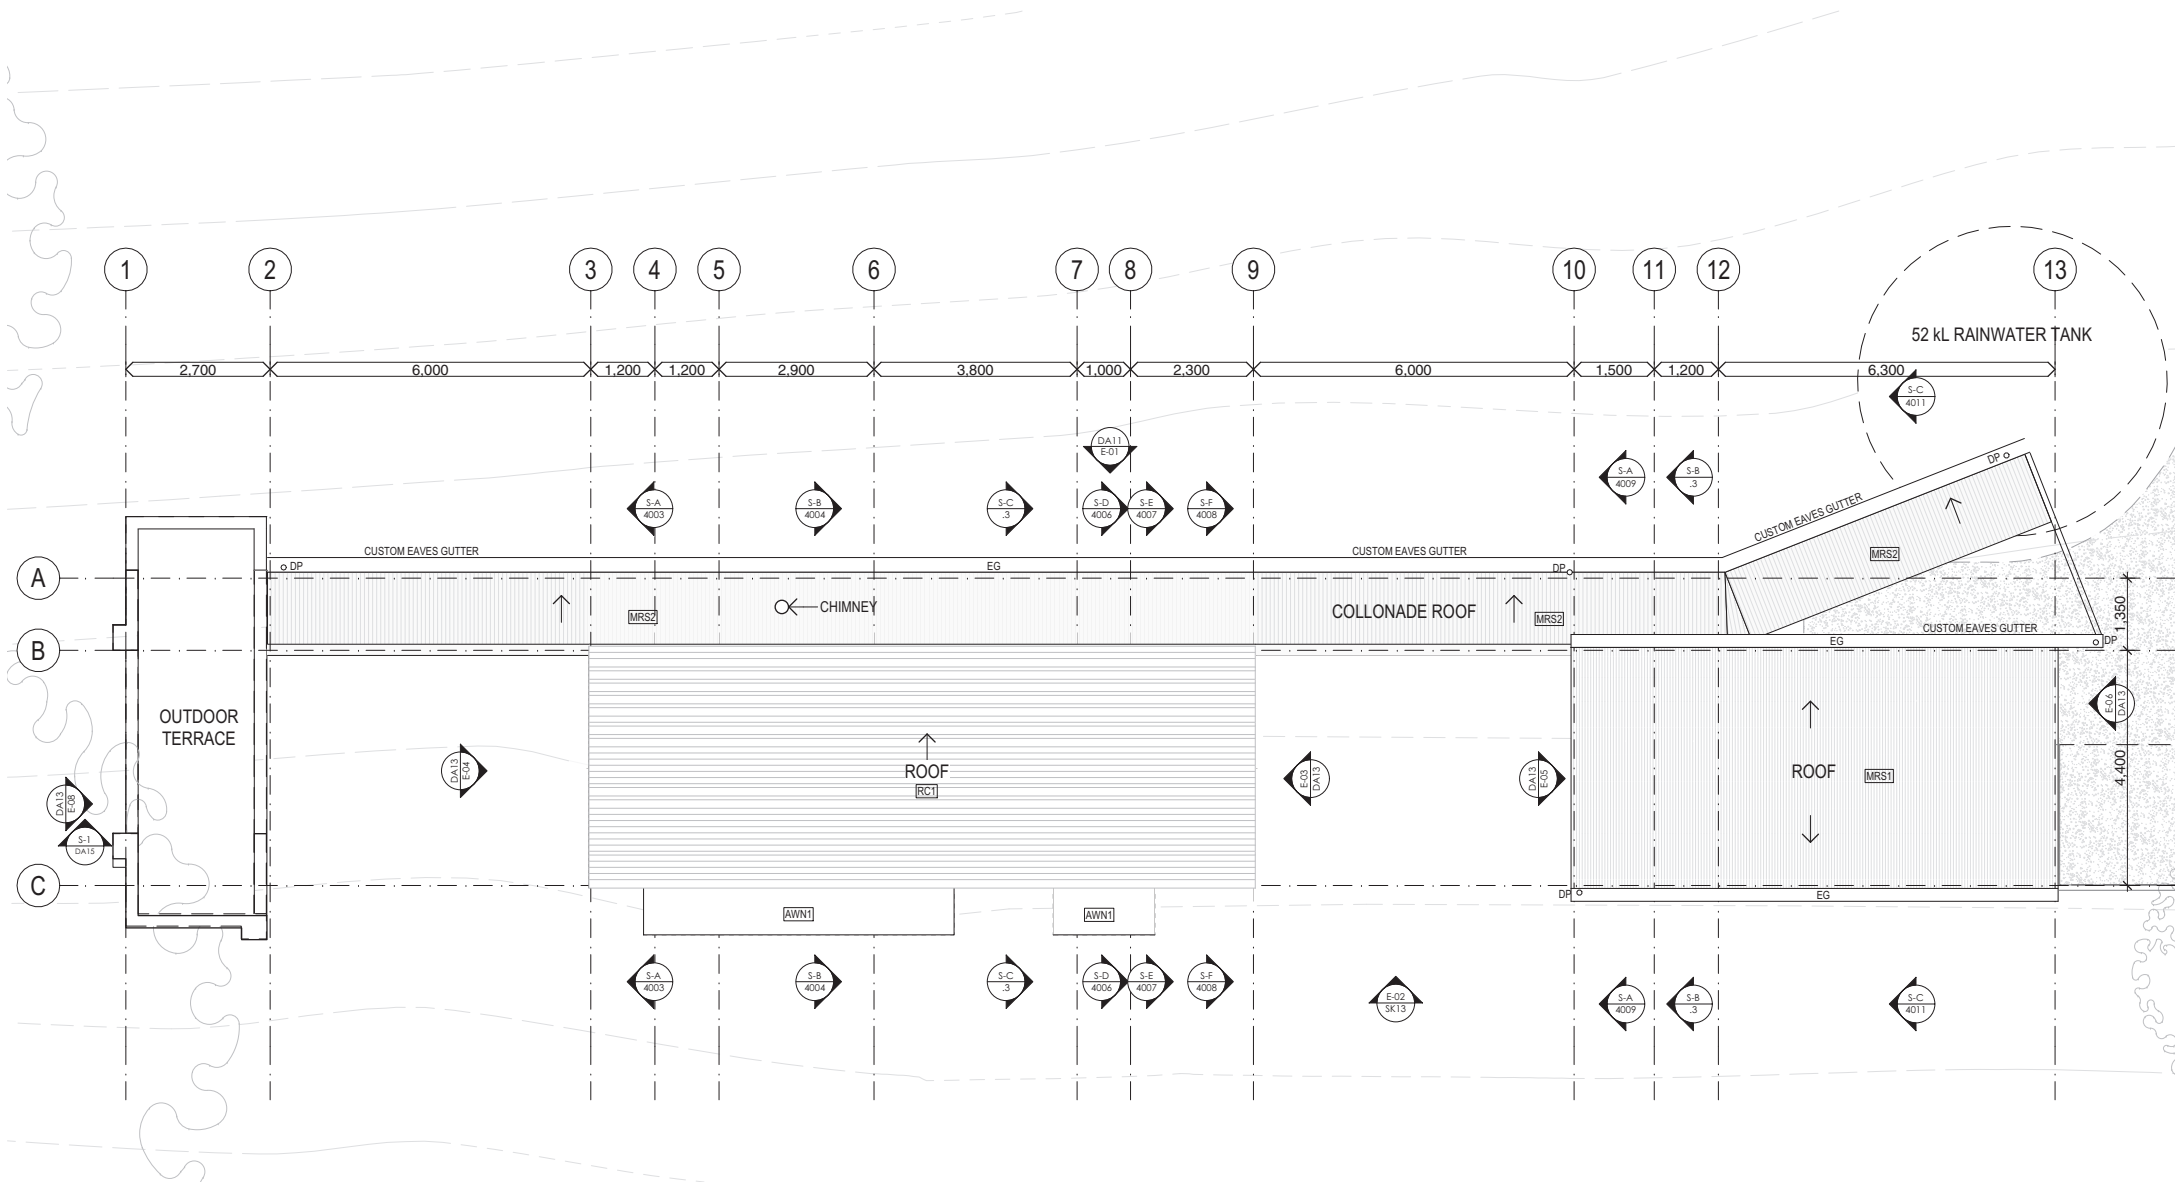 1 2 3 4 5 6 7 8 9 10 11 12 13
52 kL RAINWATER TANK
2,700 6,000 1,200 1,200 2,900 3,800 1,000 2,300 6,000 1,500 1,200 6,300
S-C
4011
DA11
E-01
S-A
4009
S-B
.3
DP
S-A
4003
S-B
4004
S-C
.3
S-D
4006
S-E
4007
S-F
4008
CUSTOM EAVES GUTTER
CUSTOM EAVES GUTTER
CUSTOM EAVES GUTTER
MRS2
DP
EG
DP
A
CHIMNEY
COLLONADE ROOF
MRS2
MRS2
1,350
CUSTOM EAVES GUTTER
EG
DP
B
OUTDOOR
TERRACE
E-06
DA13
DA13
E-04
E-03
DA13
DA13
E-05
ROOF
RC1
ROOF
MRS1
4,400
DA13
E-08
S-1
DA15
C
DP
EG
AWN1
AWN1
S-A
4003
S-B
4004
S-C
.3
S-D
4006
S-E
4007
S-F
4008
E-02
SK13
S-A
4009
S-B
.3
S-C
4011